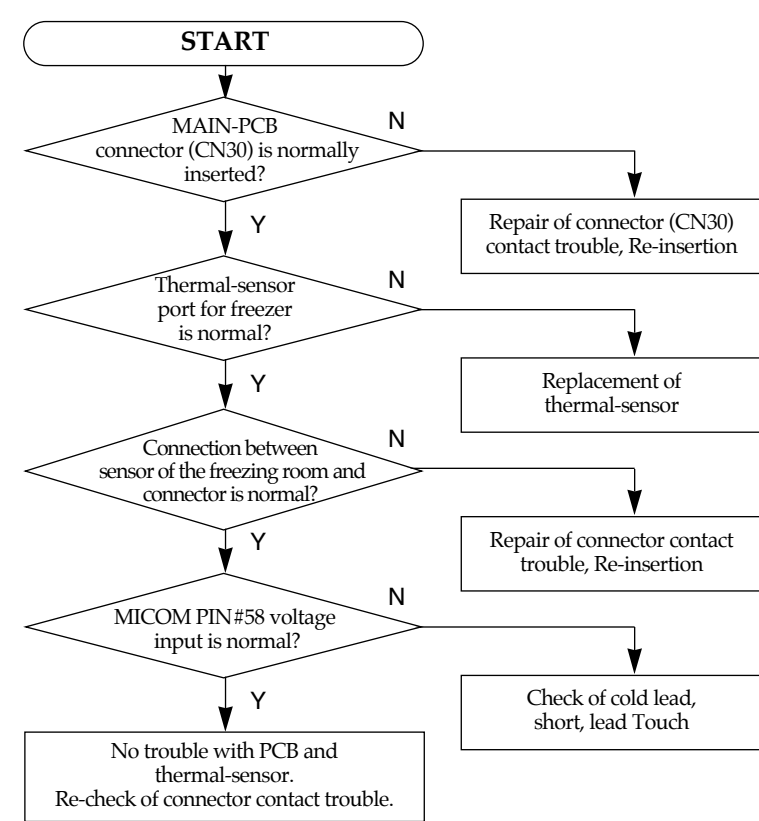 START
MAIN-PCB
connector (CN30) is normally
inserted?
N
Repair of connector (CN30)
contact trouble, Re-insertion
Y
Thermal-sensor
port for freezer
is normal?
N
Replacement of
thermal-sensor
Y
Connection between
sensor of the freezing room and
connector is normal?
N
Repair of connector contact
trouble, Re-insertion
Y
MICOM PIN#58 voltage
input is normal?
N
Check of cold lead,
short, lead Touch
Y
No trouble with PCB and
thermal-sensor.
Re-check of connector contact trouble.